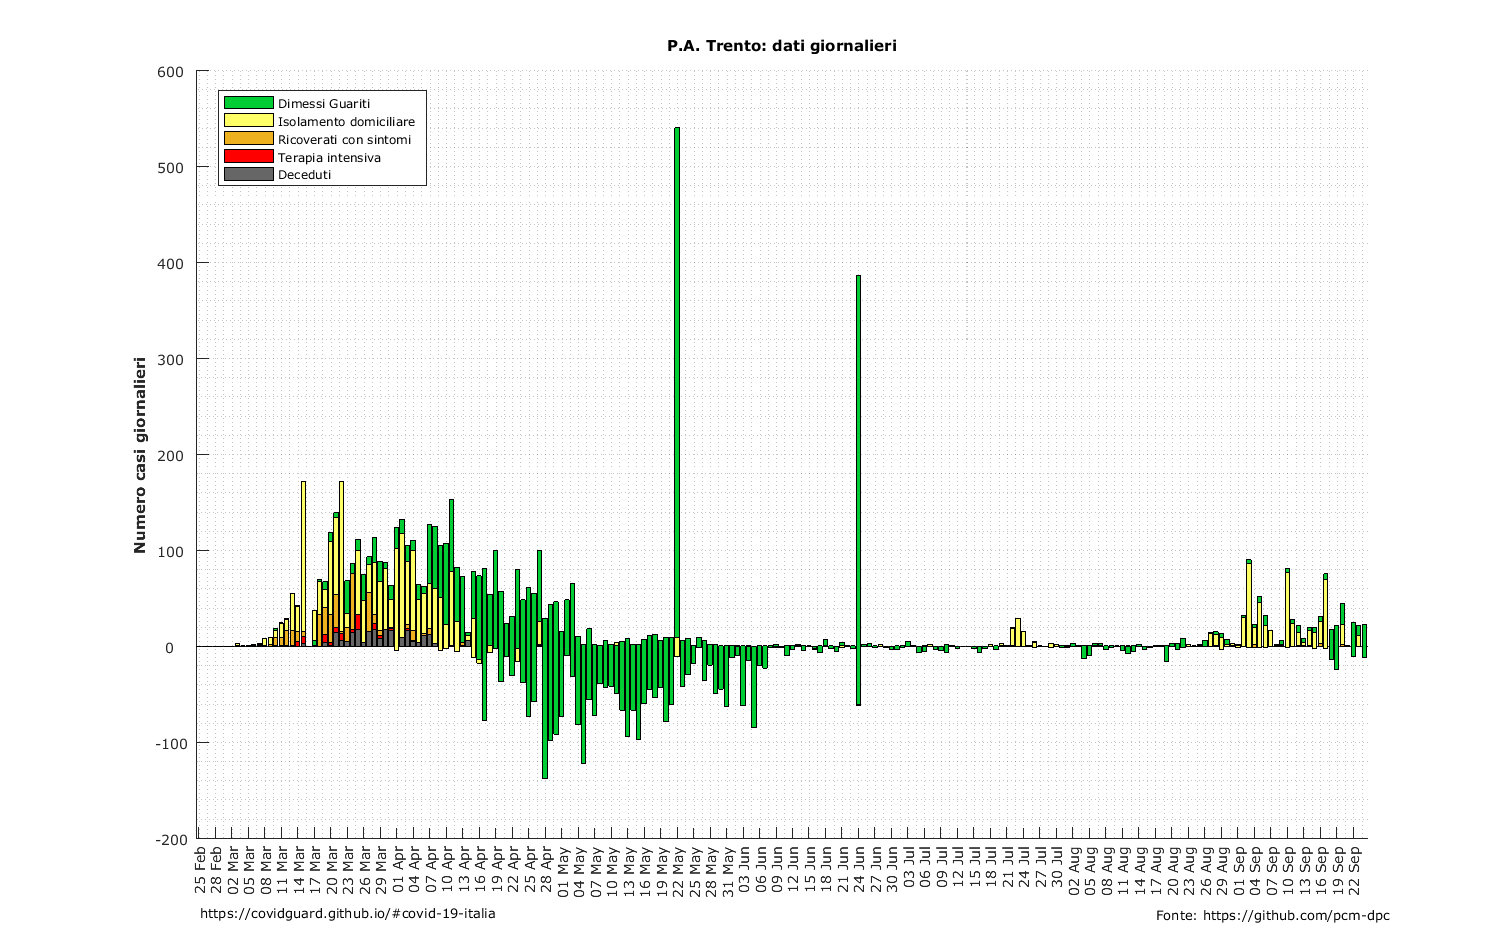 P.A. Trento: dati giornalieri
600
500
400
300
200
100
0
-100
-200
Numero casi giornalieri
Dimessi Guariti
Isolamento domiciliare
Ricoverati con sintomi
Terapia intensiva
Deceduti
25 Feb
28 Feb
02 Mar
05 Mar
08 Mar
11 Mar
14 Mar
17 Mar
20 Mar
23 Mar
26 Mar
29 Mar
01 Apr
04 Apr
07 Apr
10 Apr
13 Apr
16 Apr
19 Apr
22 Apr
25 Apr
28 Apr
01 May
04 May
07 May
10 May
13 May
16 May
19 May
22 May
25 May
28 May
31 May
03 Jun
06 Jun
09 Jun
12 Jun
15 Jun
18 Jun
21 Jun
24 Jun
27 Jun
30 Jun
03 Jul
06 Jul
09 Jul
12 Jul
15 Jul
18 Jul
21 Jul
24 Jul
27 Jul
30 Jul
02 Aug
05 Aug
08 Aug
11 Aug
14 Aug
17 Aug
20 Aug
23 Aug
26 Aug
29 Aug
01 Sep
04 Sep
07 Sep
10 Sep
13 Sep
16 Sep
19 Sep
22 Sep
https://covidguard.github.io/#covid-19-italia
Fonte: https://github.com/pcm-dpc